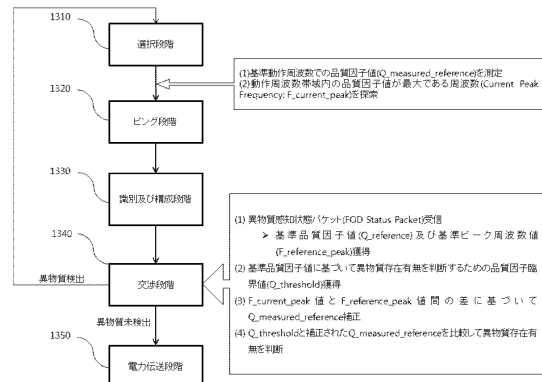 1310
選択段階
(1)基準動作周波数での品質因子値(Q_measured_reference)を測定
(2)動作周波数帯域内の品質因子値が最大である周波数(Current Peak
Frequency: F_current_peak)を探索
1320
ピング段階
1330
識別及び構成段階
1340
交渉段階
(1) 異物質感知状態パケット(FOD Status Packet)受信
➢ 基準品質因子値(Q_reference)及び基準ピーク周波数値
(F_reference_peak)獲得
(2) 基準品質因子値に基づいて異物質存在有無を判断するための品質因子臨
界値(Q_threshold)獲得
(3) F_current_peak 値とF_reference_peak 値間の差に基づいて
Q_measured_reference補正
(4) Q_thresholdと補正されたQ_measured_referenceを比較して異物質存在有
無を判断
異物質検出
異物質未検出
1350
電力伝送段階